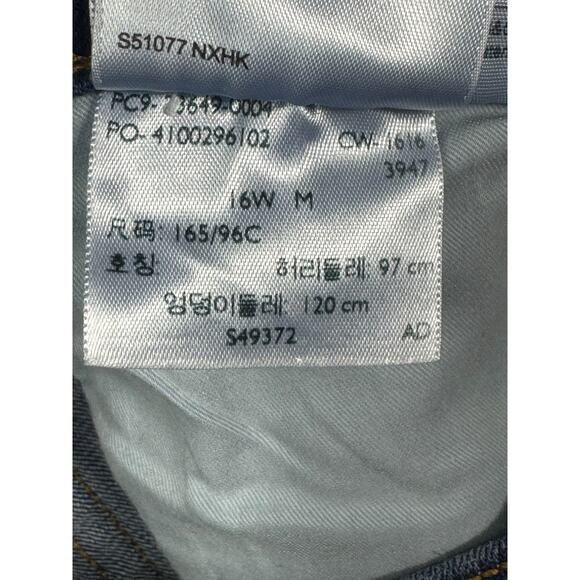 S51077 NXHK
PC9- 73649-0004
PO- 4100296102 CW- 1616
3947
16W M
尺码: 165/96C
호칭: 허리둘레: 97 cm
엉덩이둘레: 120 cm
S49372 AD